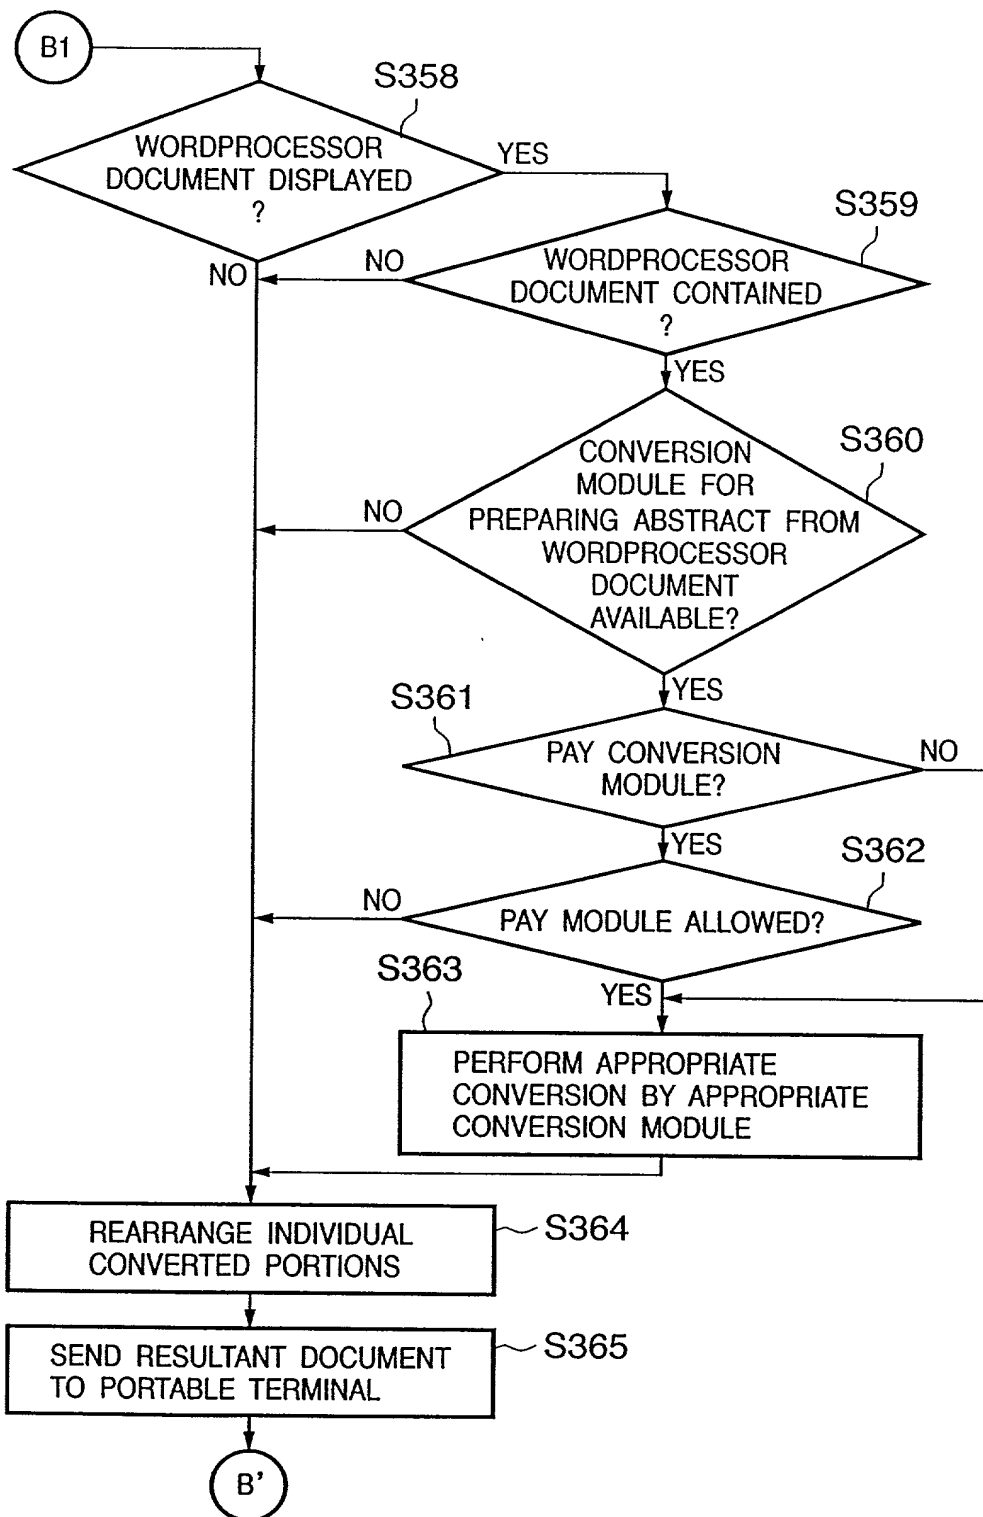 B1
S358
WORDPROCESSOR
DOCUMENT DISPLAYED
?
YES
NO
S359
WORDPROCESSOR
DOCUMENT CONTAINED
?
NO
YES
S360
CONVERSION
MODULE FOR
PREPARING ABSTRACT FROM
WORDPROCESSOR
DOCUMENT
AVAILABLE?
NO
YES
S361
PAY CONVERSION
MODULE?
NO
YES
S362
PAY MODULE ALLOWED?
NO
YES
S363
PERFORM APPROPRIATE
CONVERSION BY APPROPRIATE
CONVERSION MODULE
REARRANGE INDIVIDUAL
CONVERTED PORTIONS
S364
SEND RESULTANT DOCUMENT
TO PORTABLE TERMINAL
S365
B'